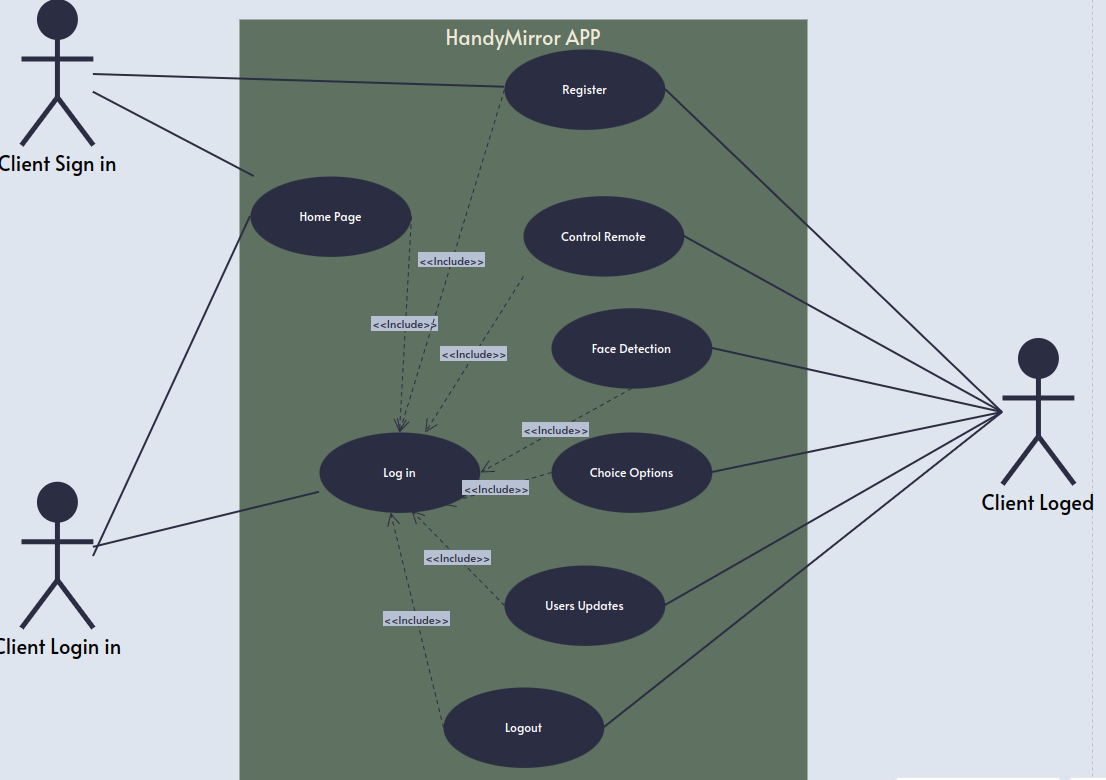 HandyMirror APP
Register
Client Sign in
Home Page
Control Remote
<<Include>>
<<Include>>
<<Include>>
Face Detection
<<Include>>
Log in
Choice Options
<<Include>>
Client Loged
<<Include>>
Users Updates
<<Include>>
Client Login in
Logout